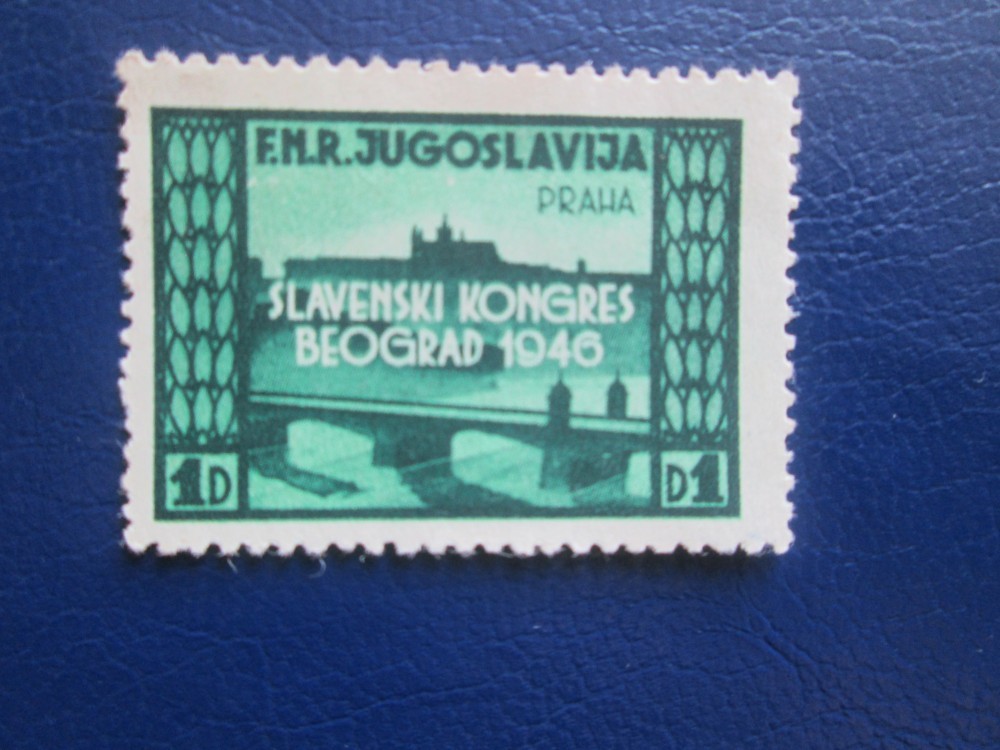 F.N.R. JUGOSLAVIJA
PRAHA
SLAVENSKI KONGRES
BEOGRAD 1946
1D
D1